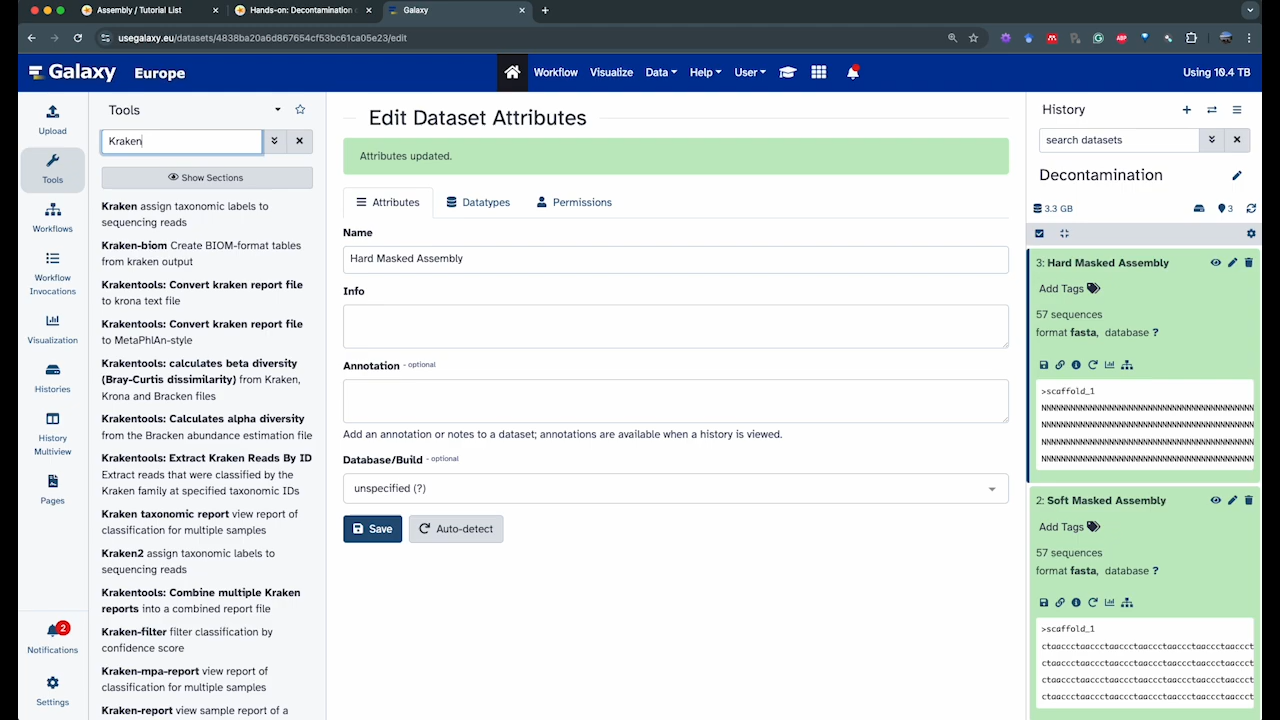 Assembly / Tutorial List
Hands-on: Decontamination
Galaxy
usegalaxy.eu/datasets/4838ba20a6d867654cf53bc61ca05e23/edit
Galaxy Europe
Workflow Visualize Data Help User
Using 10.4 TB
Upload
Tools
Workflows
Workflow
Invocations
Visualization
Histories
History
Multiview
Pages
2
Notifications
Settings
Tools
Kraken
Show Sections
Kraken assign taxonomic labels to
sequencing reads
Kraken-biom Create BIOM-format tables
from kraken output
Krakentools: Convert kraken report file
to krona text file
Krakentools: Convert kraken report file
to MetaPhlAn-style
Krakentools: calculates beta diversity
(Bray-Curtis dissimilarity) from Kraken,
Krona and Bracken files
Krakentools: Calculates alpha diversity
from the Bracken abundance estimation file
Krakentools: Extract Kraken Reads By ID
Extract reads that were classified by the
Kraken family at specified taxonomic IDs
Kraken taxonomic report view report of
classification for multiple samples
Kraken2 assign taxonomic labels to
sequencing reads
Krakentools: Combine multiple Kraken
reports into a combined report file
Kraken-filter filter classification by
confidence score
Kraken-mpa-report view report of
classification for multiple samples
Kraken-report view sample report of a
Edit Dataset Attributes
Attributes updated.
Attributes Datatypes Permissions
Name
Hard Masked Assembly
Info
Annotation - optional
Add an annotation or notes to a dataset; annotations are available when a history is viewed.
Database/Build - optional
unspecified (?)
Save Auto-detect
History
search datasets
Decontamination
3.3 GB
3
3: Hard Masked Assembly
Add Tags
57 sequences
format fasta, database ?
>scaffold_1
2: Soft Masked Assembly
Add Tags
57 sequences
format fasta, database ?
>scaffold_1
ctaaccctaaccctaaccctaaccctaaccctaaccctaaccct
ctaaccctaaccctaaccctaaccctaaccctaaccctaaccct
ctaaccctaaccctaaccctaaccctaaccctaaccctaaccct
ctaaccctaaccctaaccctaaccctaaccctaaccctaaccct